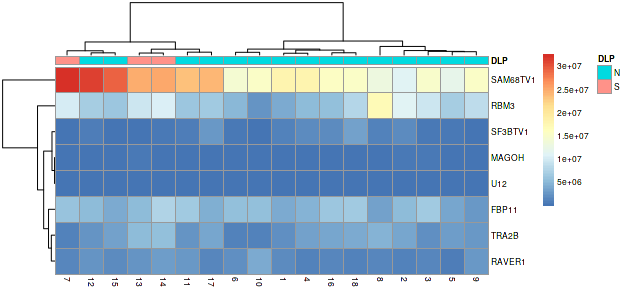 DLP
SAM68TV1
RBM3
SF3BTV1
MAGOH
U12
FBP11
TRA2B
RAVER1
7 12 15 13 14 11 17 6 10 1 4 16 18 8 2 3 5 9
3e+07
2.5e+07
2e+07
1.5e+07
1e+07
5e+06
DLP
N
S